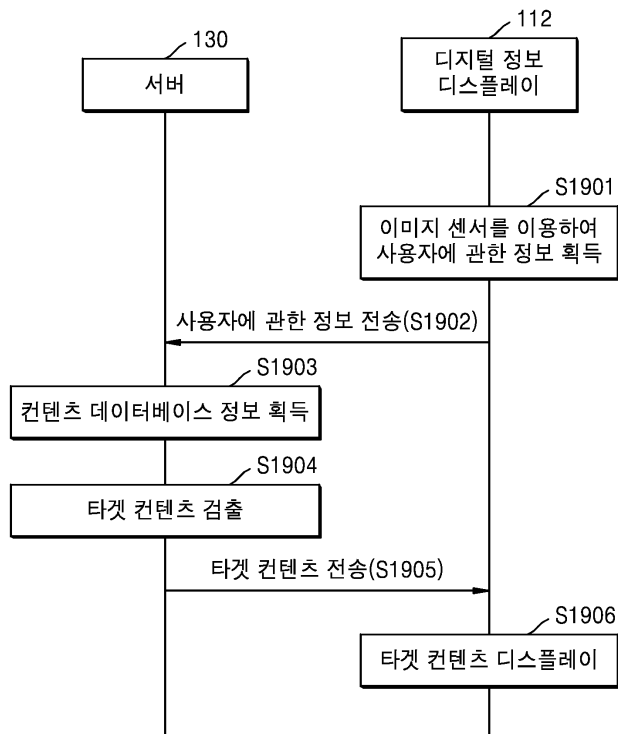 130
서버
112
디지털 정보
디스플레이
S1901
이미지 센서를 이용하여
사용자에 관한 정보 획득
사용자에 관한 정보 전송(S1902)
S1903
컨텐츠 데이터베이스 정보 획득
S1904
타겟 컨텐츠 검출
타겟 컨텐츠 전송(S1905)
S1906
타겟 컨텐츠 디스플레이